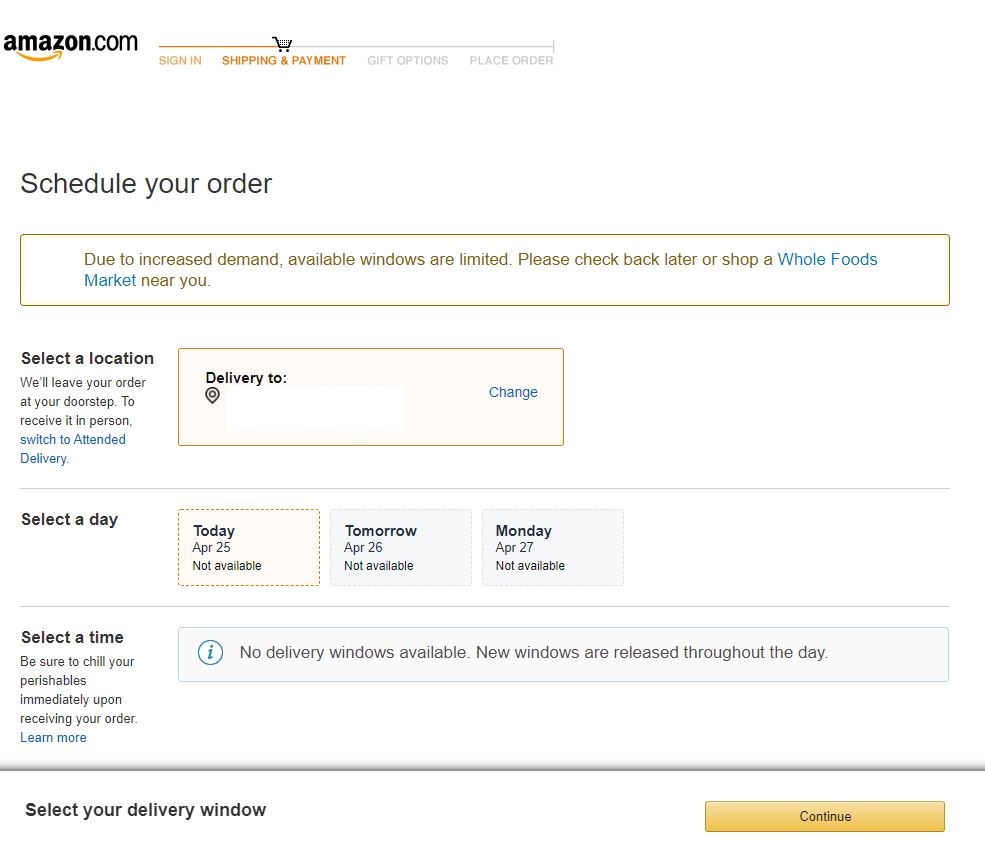 amazon.com
SIGN IN SHIPPING & PAYMENT GIFT OPTIONS PLACE ORDER
Schedule your order
Due to increased demand, available windows are limited. Please check back later or shop a Whole Foods
Market near you.
Select a location
We'll leave your order
at your doorstep. To
receive it in person,
switch to Attended
Delivery.
Delivery to:
Change
Select a day
Today
Apr 25
Not available
Tomorrow
Apr 26
Not available
Monday
Apr 27
Not available
Select a time
Be sure to chill your
perishables
immediately upon
receiving your order.
Learn more
i No delivery windows available. New windows are released throughout the day.
Select your delivery window
Continue